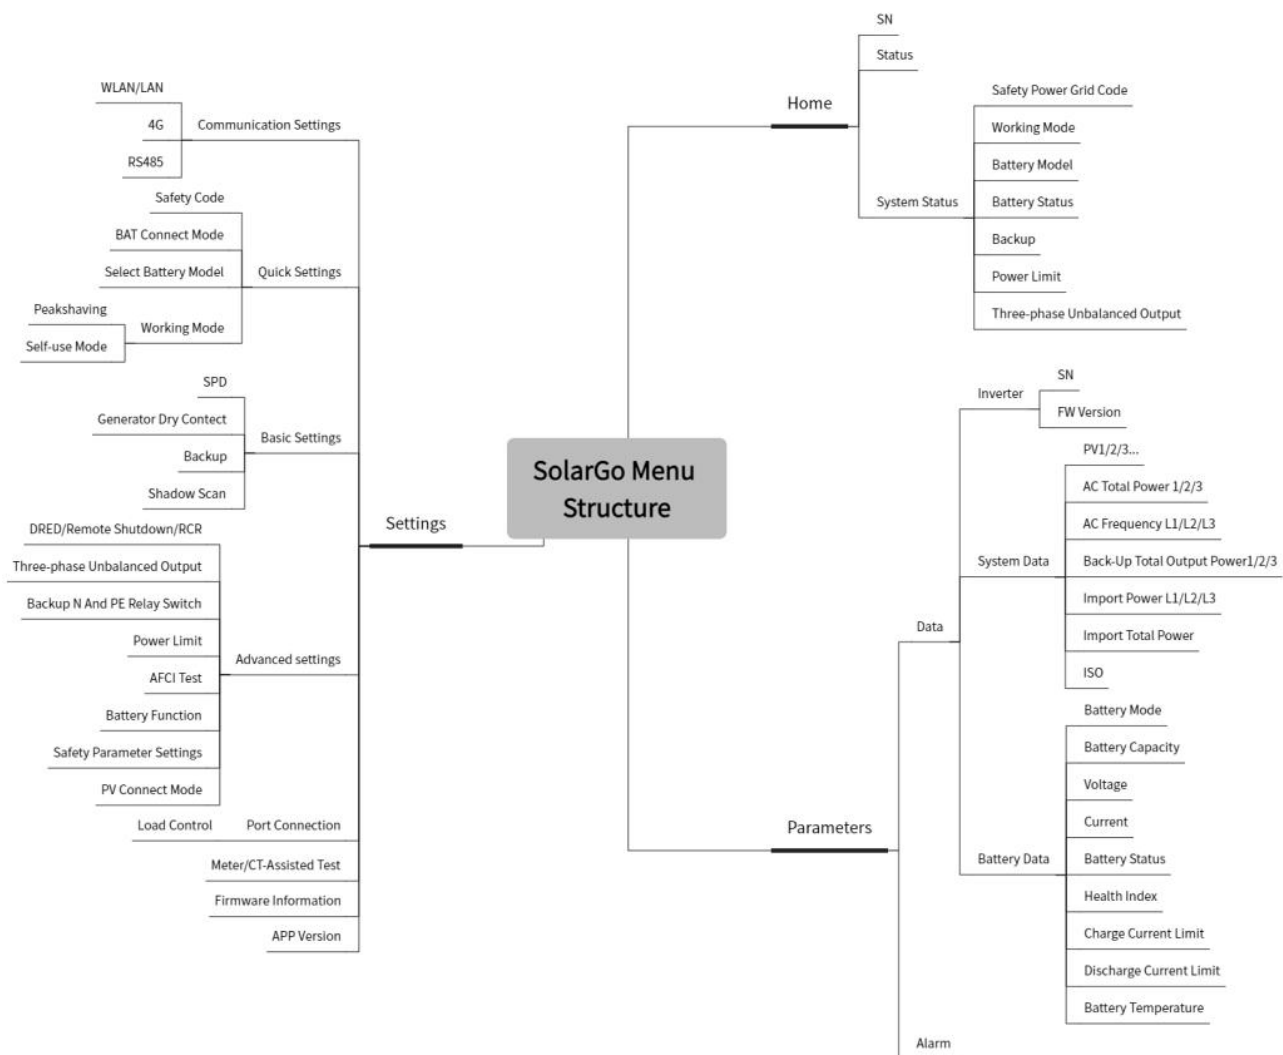 SolarGo Menu
Structure
Home
SN
Status
System Status
Safety Power Grid Code
Working Mode
Battery Model
Battery Status
Backup
Power Limit
Three-phase Unbalanced Output
Parameters
Data
Inverter
SN
FW Version
System Data
PV1/2/3...
AC Total Power 1/2/3
AC Frequency L1/L2/L3
Back-Up Total Output Power1/2/3
Import Power L1/L2/L3
Import Total Power
ISO
Battery Data
Battery Mode
Battery Capacity
Voltage
Current
Battery Status
Health Index
Charge Current Limit
Discharge Current Limit
Battery Temperature
Alarm
Settings
Communication Settings
WLAN/LAN
4G
RS485
Quick Settings
Safety Code
BAT Connect Mode
Select Battery Model
Working Mode
Peakshaving
Self-use Mode
Basic Settings
SPD
Generator Dry Contect
Backup
Shadow Scan
Advanced settings
DRED/Remote Shutdown/RCR
Three-phase Unbalanced Output
Backup N And PE Relay Switch
Power Limit
AFCI Test
Battery Function
Safety Parameter Settings
PV Connect Mode
Port Connection
Load Control
Meter/CT-Assisted Test
Firmware Information
APP Version